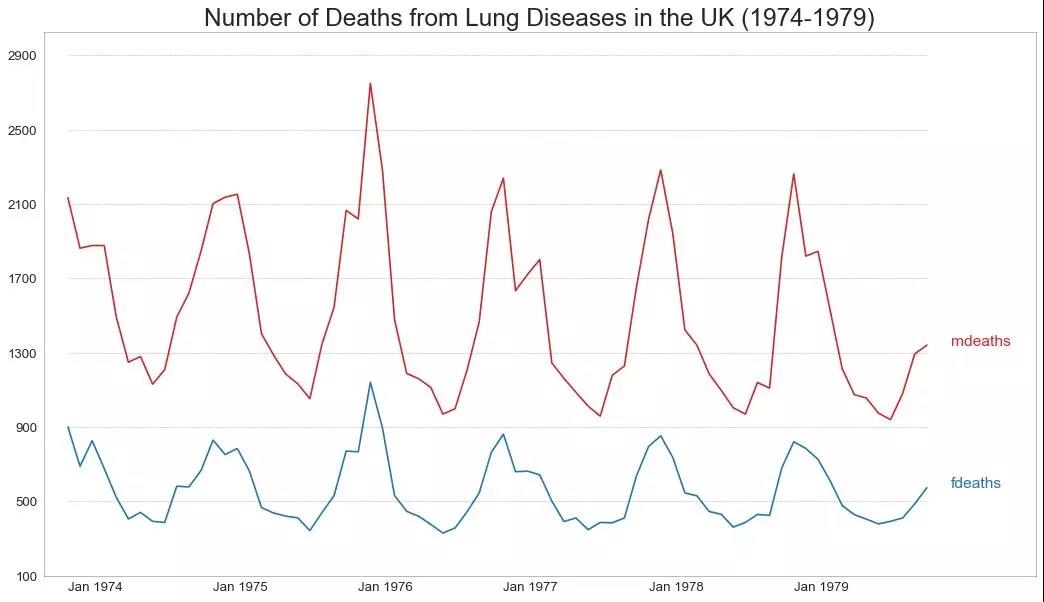 Number of Deaths from Lung Diseases in the UK (1974-1979)
2900
2500
2100
1700
1300
mdeaths
900
fdeaths
500
100
Jan 1974 Jan 1975 Jan 1976 Jan 1977 Jan 1978 Jan 1979